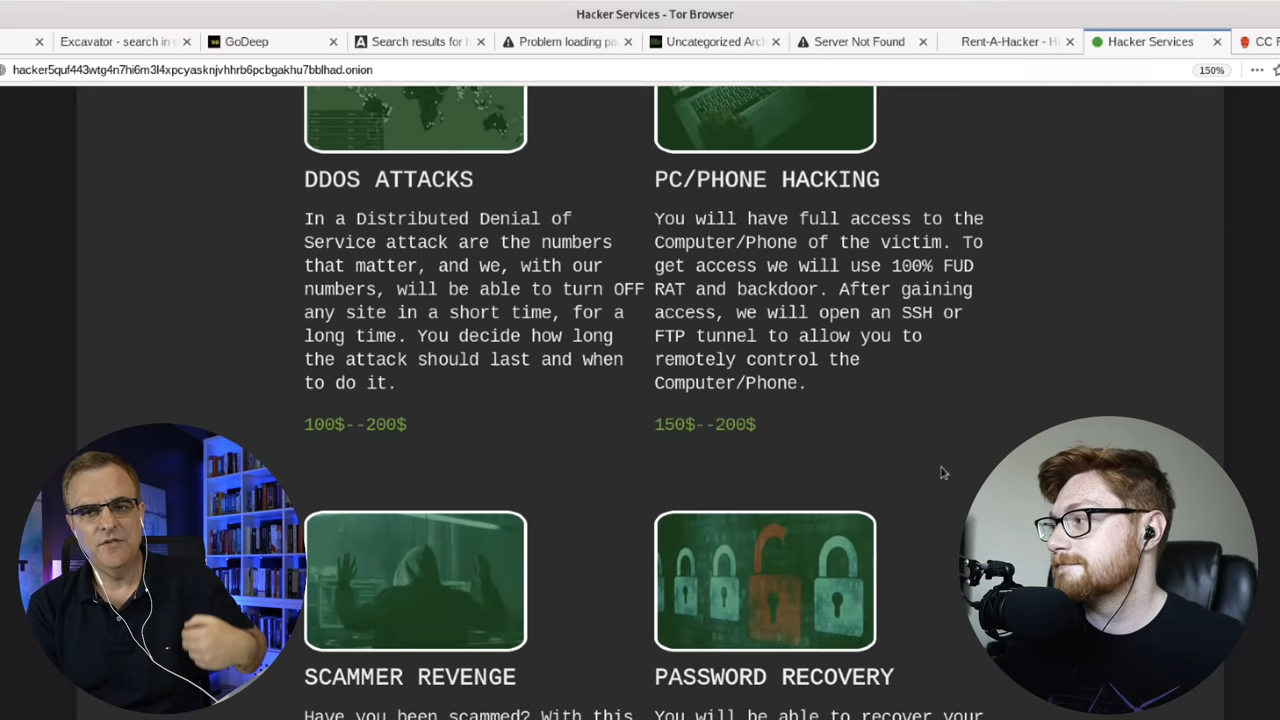 Hacker Services - Tor Browser
Excavator - search in e
GoDeep
Search results for h
Problem loading pa
Uncategorized Arc
Server Not Found
Rent-A-Hacker - Hi
Hacker Services
CC F
hacker5quf443wtg4n7hi6m3l4xpcyasknjvhhrb6pcbgakhu7bblhad.onion
150%
DDOS ATTACKS
In a Distributed Denial of
Service attack are the numbers
that matter, and we, with our
numbers, will be able to turn OFF
any site in a short time, for a
long time. You decide how long
the attack should last and when
to do it.
100$--200$
PC/PHONE HACKING
You will have full access to the
Computer/Phone of the victim. To
get access we will use 100% FUD
RAT and backdoor. After gaining
access, we will open an SSH or
FTP tunnel to allow you to
remotely control the
Computer/Phone.
150$--200$
SCAMMER REVENGE
Have you been scammed? With this
PASSWORD RECOVERY
You will be able to recover your